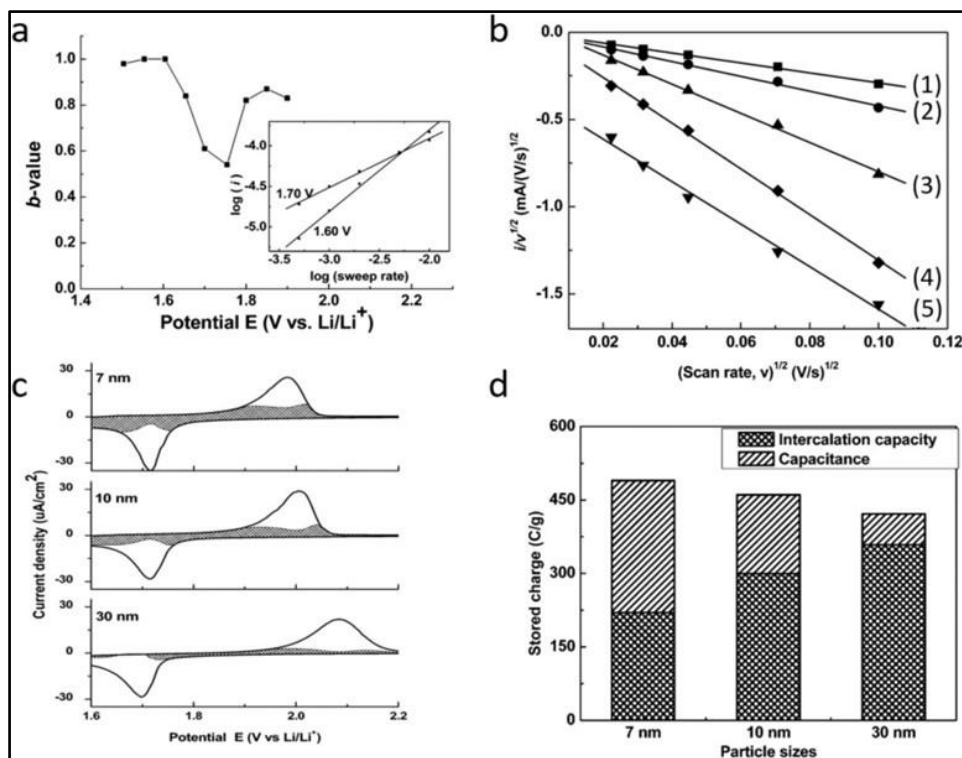 a
b-value
1.0
0.8
0.6
0.4
0.2
0.0
1.4
1.6
1.8
2.0
2.2
Potential E (V vs. Li/Li+)
log ( i )
-4.0
-4.5
-5.0
1.70 V
1.60 V
-3.5
-3.0
-2.5
-2.0
log (sweep rate)
b
i/v1/2 (mA/(V/s)1/2
0.0
-0.5
-1.0
-1.5
(1)
(2)
(3)
(4)
(5)
0.02
0.04
0.06
0.08
0.10
0.12
(Scan rate, v)1/2 (V/s)1/2
c
Current density (uA/cm2)
30
0
-30
7 nm
30
0
-30
10 nm
30
0
-30
30 nm
1.6
1.8
2.0
2.2
Potential E (V vs Li/Li+)
d
Stored charge (C/g)
600
450
300
150
0
Intercalation capacity
Capacitance
7 nm
10 nm
30 nm
Particle sizes